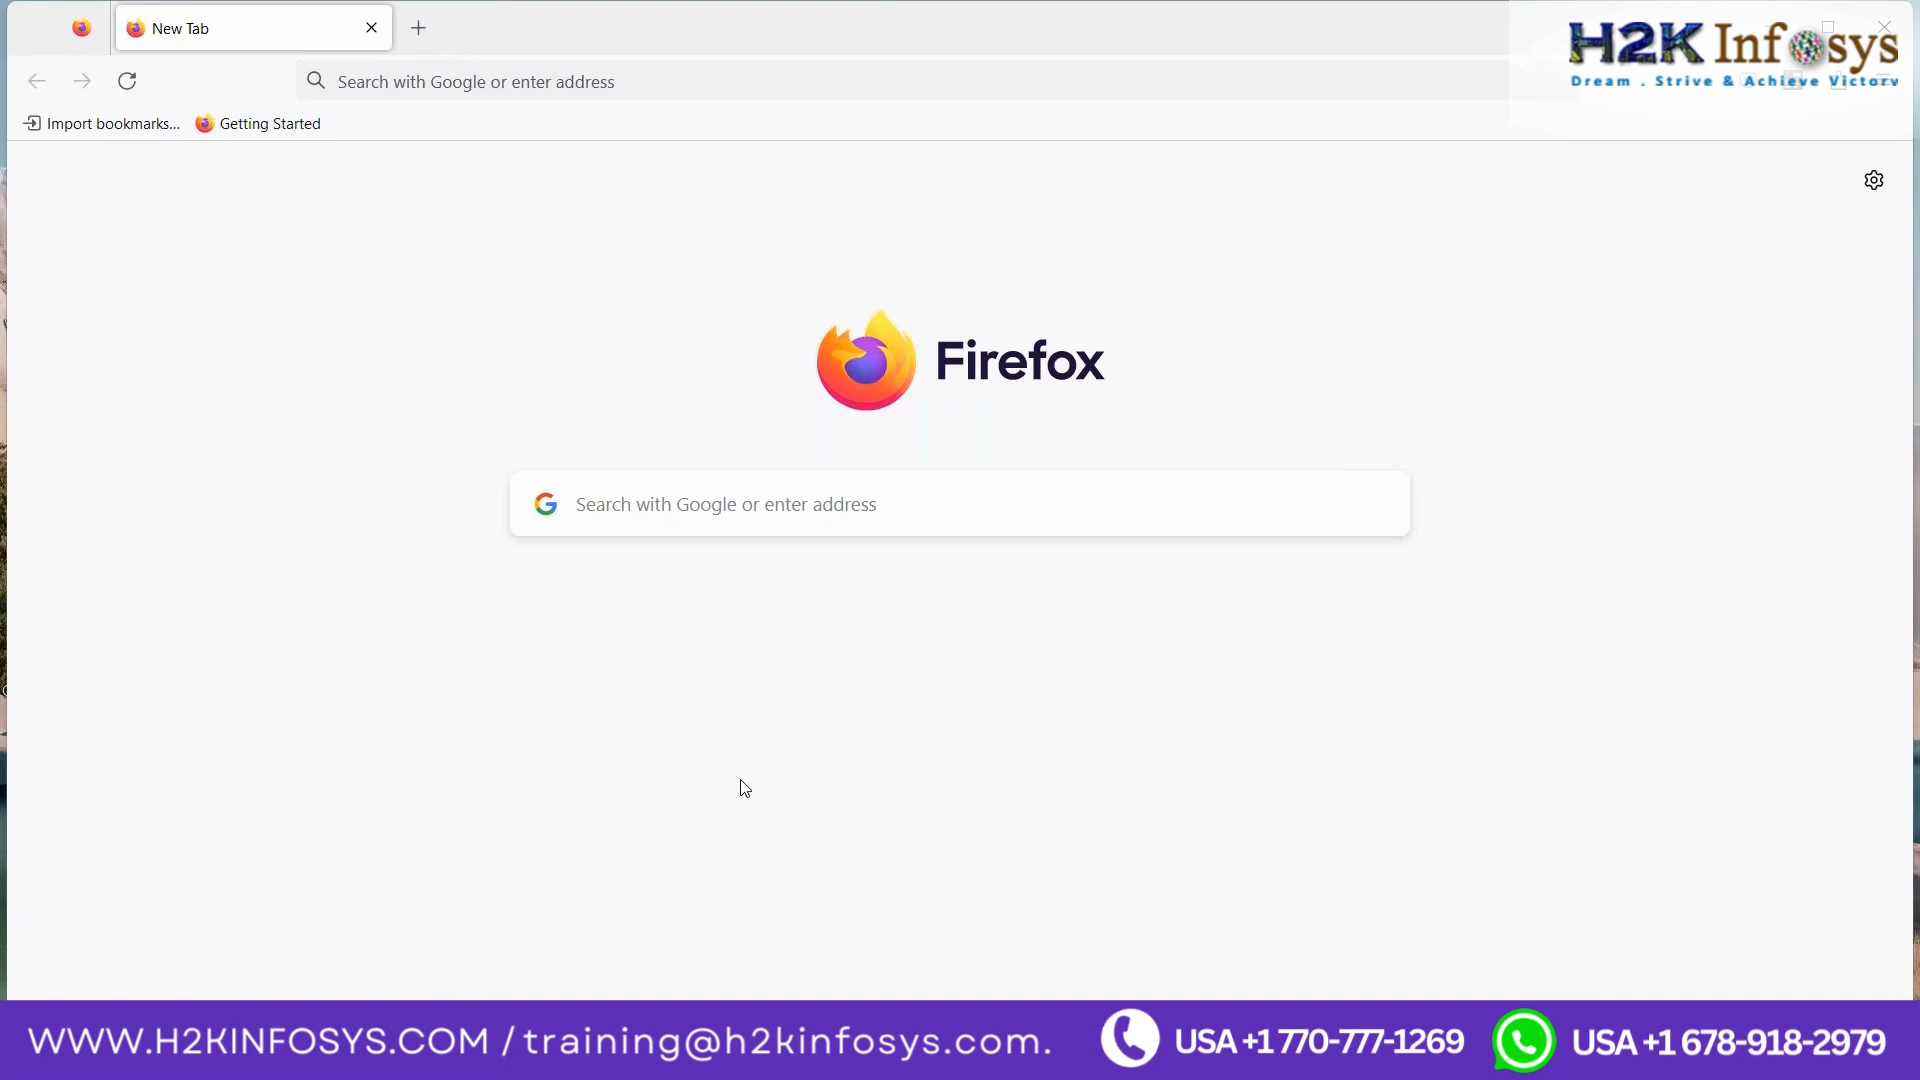 New Tab
H2K Infosys
Dream . Strive & Achieve Victory
Search with Google or enter address
Import bookmarks...
Getting Started
Firefox
Search with Google or enter address
WWW.H2KINFOSYS.COM / training@h2kinfosys.com.
USA +1 770-777-1269
USA +1 678-918-2979